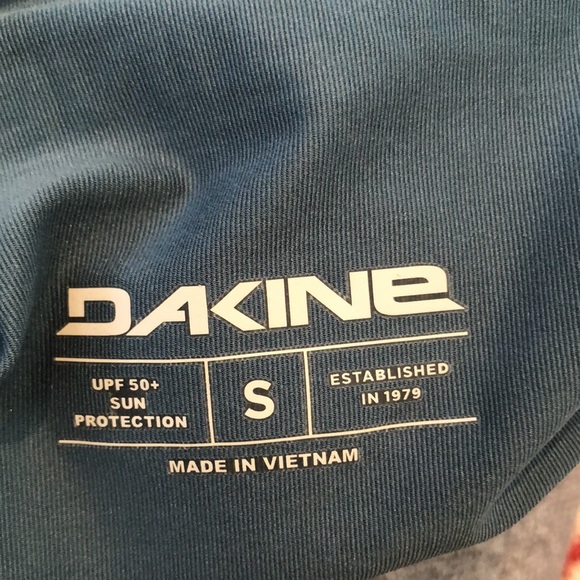 DAKINE
UPF 50+
SUN
PROTECTION
S
ESTABLISHED
IN 1979
MADE IN VIETNAM